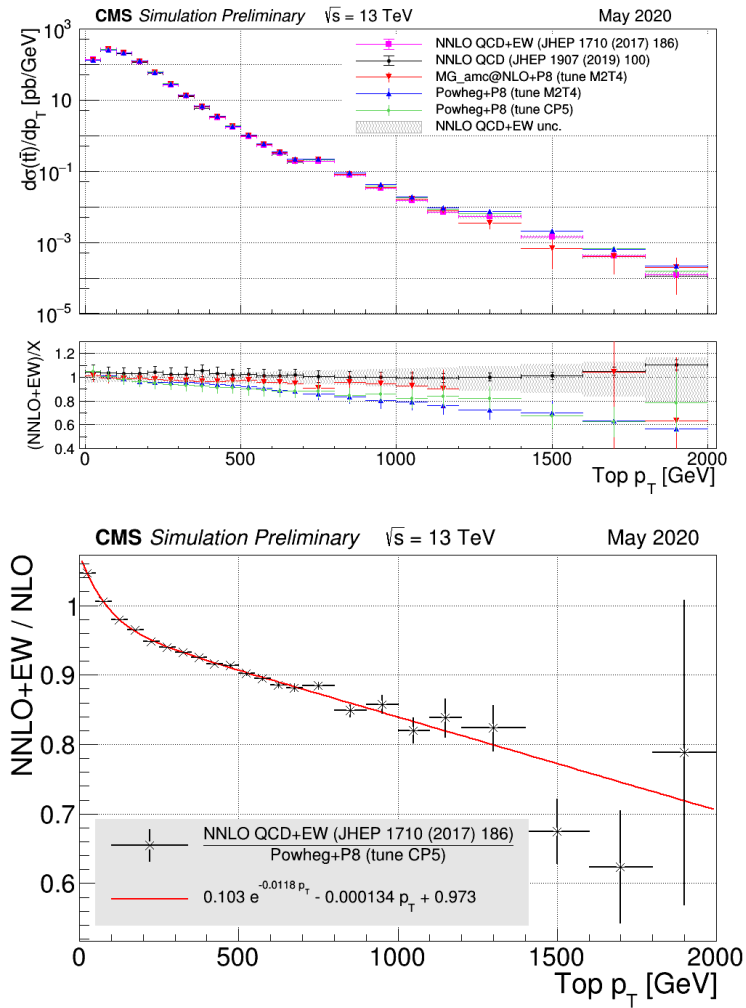 CMS Simulation Preliminary √s = 13 TeV May 2020
dσ(tt̄)/dp_T [pb/GeV]
10³
10
10⁻¹
10⁻³
10⁻⁵
NNLO QCD+EW (JHEP 1710 (2017) 186)
NNLO QCD (JHEP 1907 (2019) 100)
MG_amc@NLO+P8 (tune M2T4)
Powheg+P8 (tune M2T4)
Powheg+P8 (tune CP5)
NNLO QCD+EW unc.
(NNLO+EW)/X
1.2
1
0.8
0.6
0.4
0 500 1000 1500 2000
Top p_T [GeV]
CMS Simulation Preliminary √s = 13 TeV May 2020
NNLO+EW / NLO
1
0.9
0.8
0.7
0.6
NNLO QCD+EW (JHEP 1710 (2017) 186)
Powheg+P8 (tune CP5)
0.103 e^(-0.0118 p_T) - 0.000134 p_T + 0.973
0 500 1000 1500 2000
Top p_T [GeV]